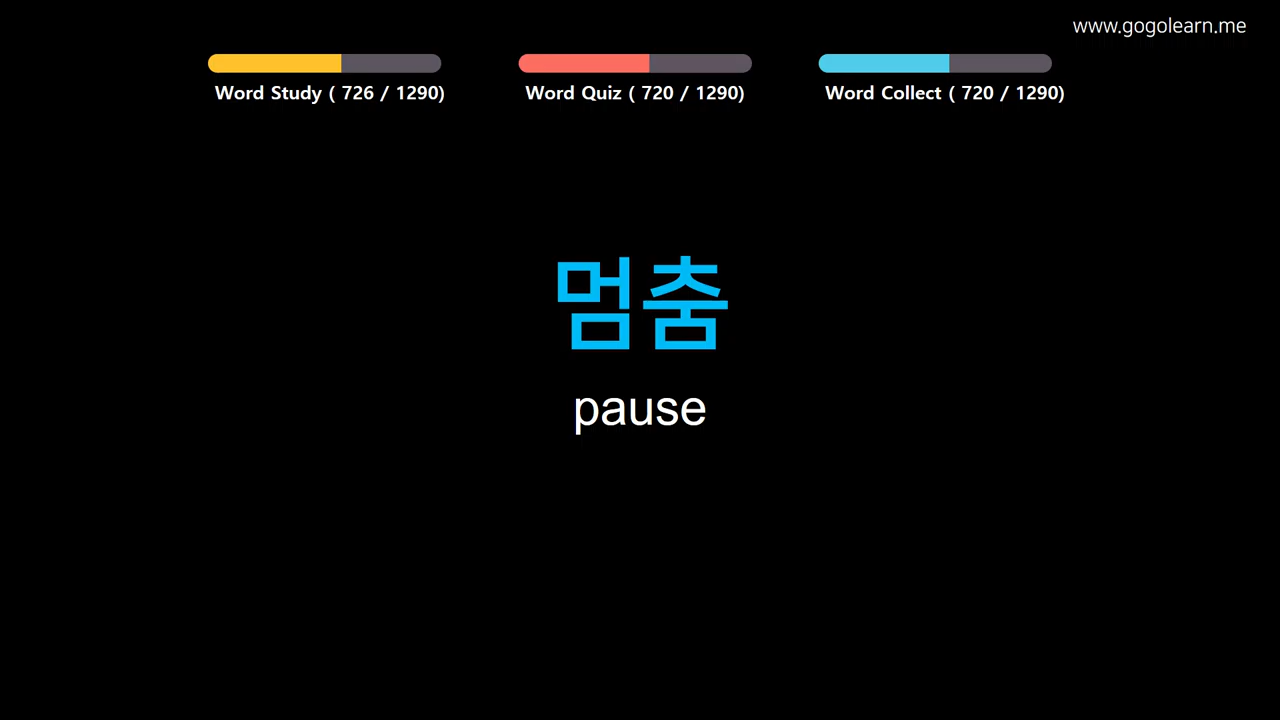 www.gogolearn.me
Word Study ( 726 / 1290)
Word Quiz ( 720 / 1290)
Word Collect ( 720 / 1290)
멈춤
pause